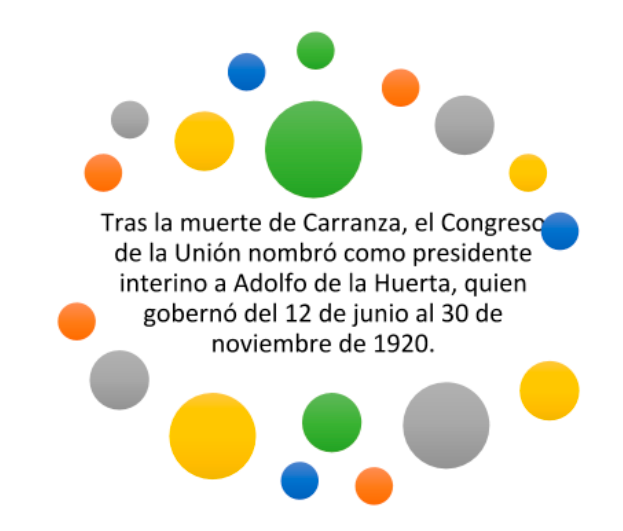 Tras la muerte de Carranza, el Congreso
de la Unión nombró como presidente
interino a Adolfo de la Huerta, quien
gobernó del 12 de junio al 30 de
noviembre de 1920.